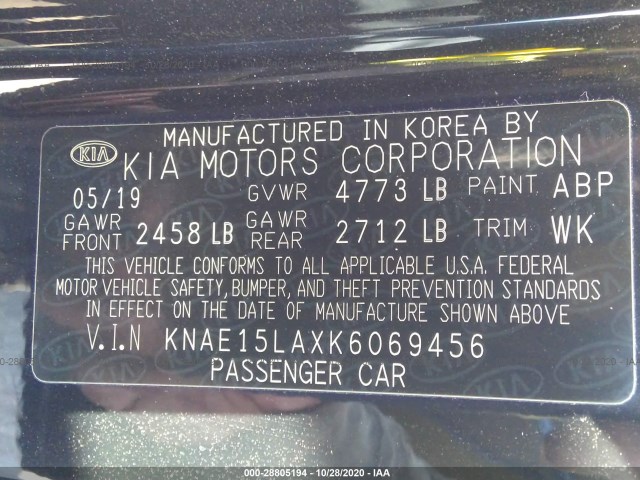 MANUFACTURED IN KOREA BY
KIA KIA MOTORS CORPORATION
05/19 GVWR 4773 LB PAINT ABP
GAWR FRONT 2458 LB GAWR REAR 2712 LB TRIM WK
THIS VEHICLE CONFORMS TO ALL APPLICABLE U.S.A. FEDERAL
MOTOR VEHICLE SAFETY, BUMPER, AND THEFT PREVENTION STANDARDS
IN EFFECT ON THE DATE OF MANUFACTURE SHOWN ABOVE
V.I.N KNAE15LAXK6069456
PASSENGER CAR
000-28805194 - 10/28/2020 - IAA